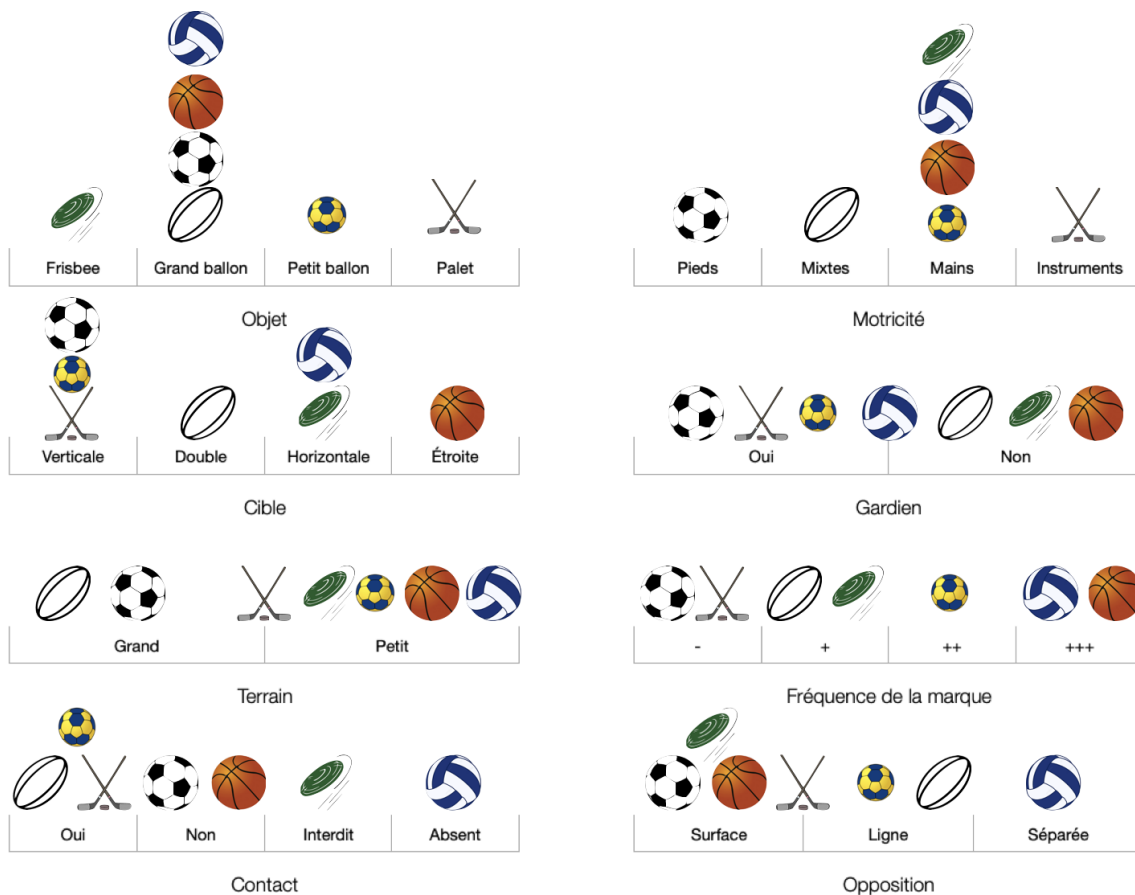 Frisbee Grand ballon Petit ballon Palet
Objet
Pieds Mixtes Mains Instruments
Motricité
Verticale Double Horizontale Étroite
Cible
Oui Non
Gardien
Grand Petit
Terrain
- + ++ +++
Fréquence de la marque
Oui Non Interdit Absent
Contact
Surface Ligne Séparée
Opposition